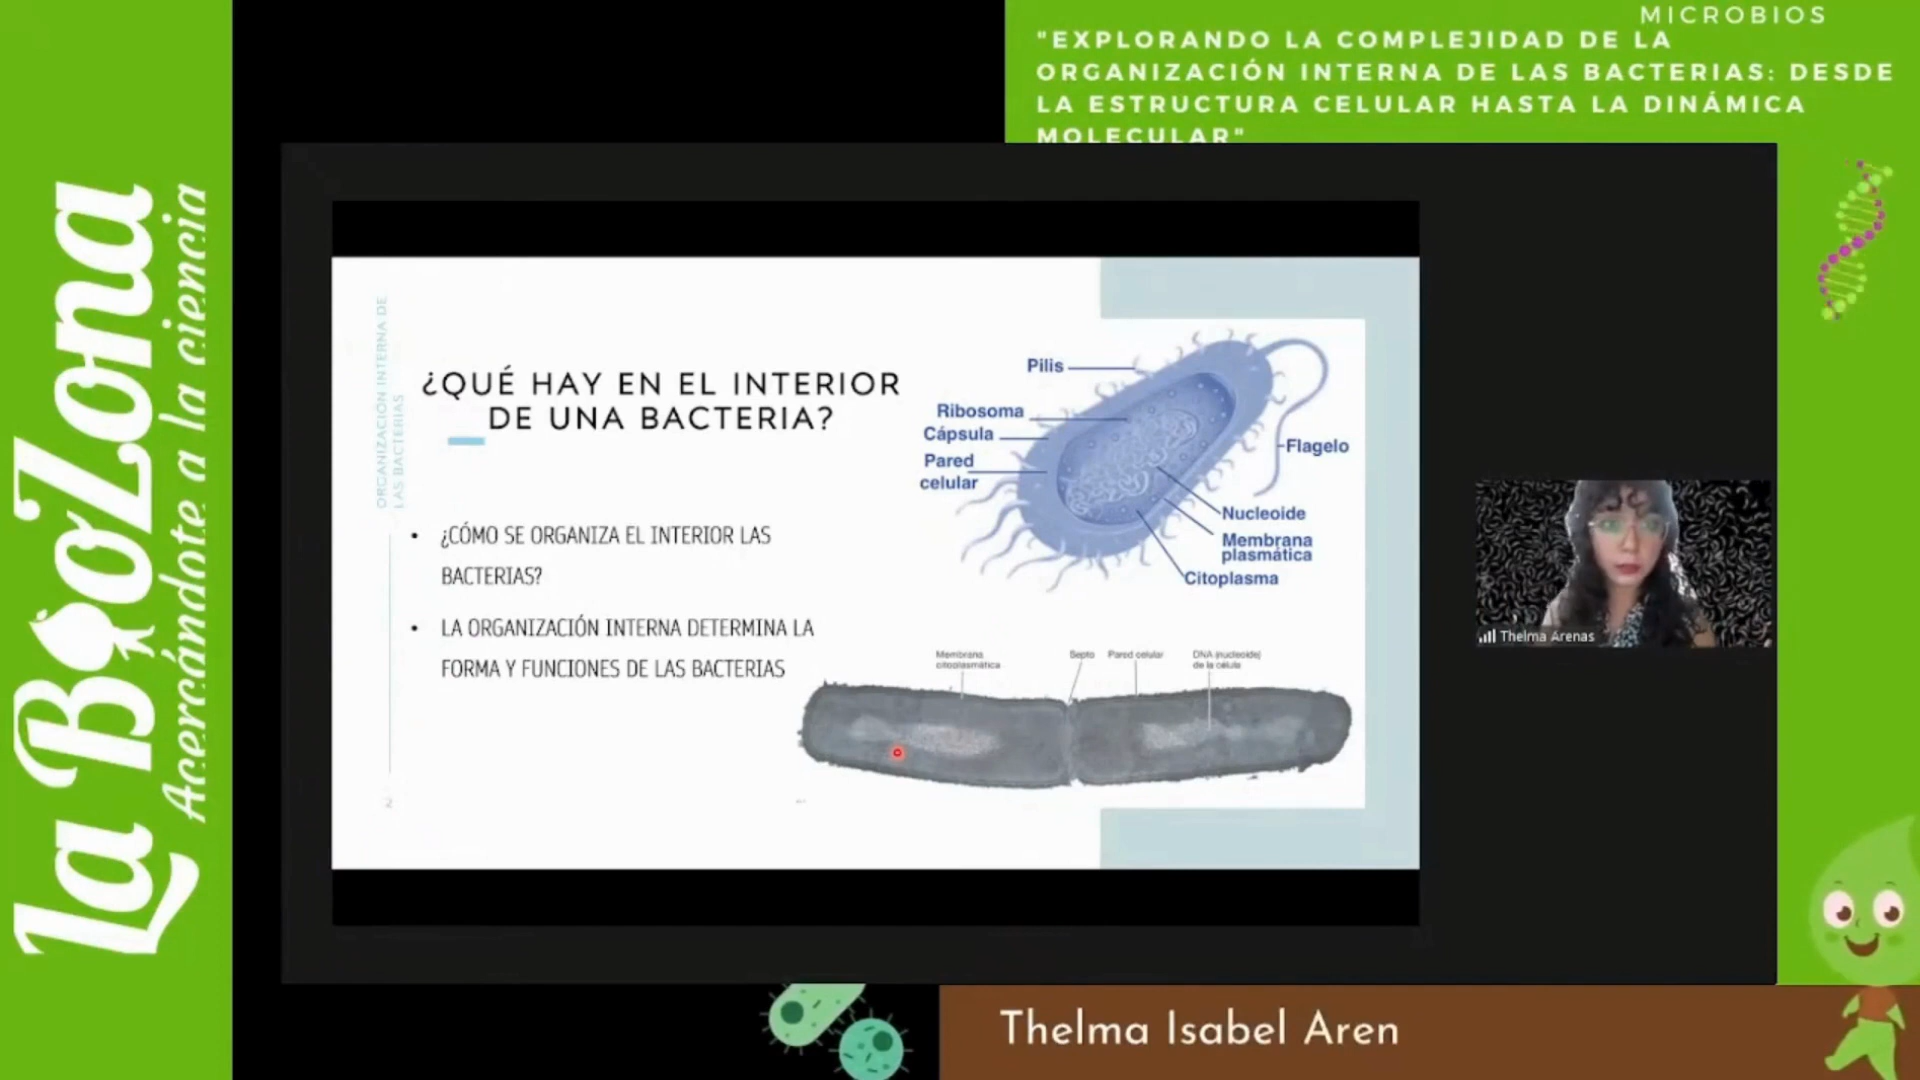 MICROBIOS
"EXPLORANDO LA COMPLEJIDAD DE LA
ORGANIZACIÓN INTERNA DE LAS BACTERIAS: DESDE
LA ESTRUCTURA CELULAR HASTA LA DINÁMICA
MOLECULAR"
La BioZona
Acercándote a la ciencia
ORGANIZACIÓN INTERNA DE
LAS BACTERIAS
¿QUÉ HAY EN EL INTERIOR
DE UNA BACTERIA?
• ¿CÓMO SE ORGANIZA EL INTERIOR LAS
BACTERIAS?
• LA ORGANIZACIÓN INTERNA DETERMINA LA
FORMA Y FUNCIONES DE LAS BACTERIAS
2
Pilis
Ribosoma
Cápsula
Pared
celular
Flagelo
Nucleoide
Membrana
plasmática
Citoplasma
Membrana
citoplasmática
Septo
Pared celular
DNA (nucleoide)
de la célula
Thelma Arenas
Thelma Isabel Aren